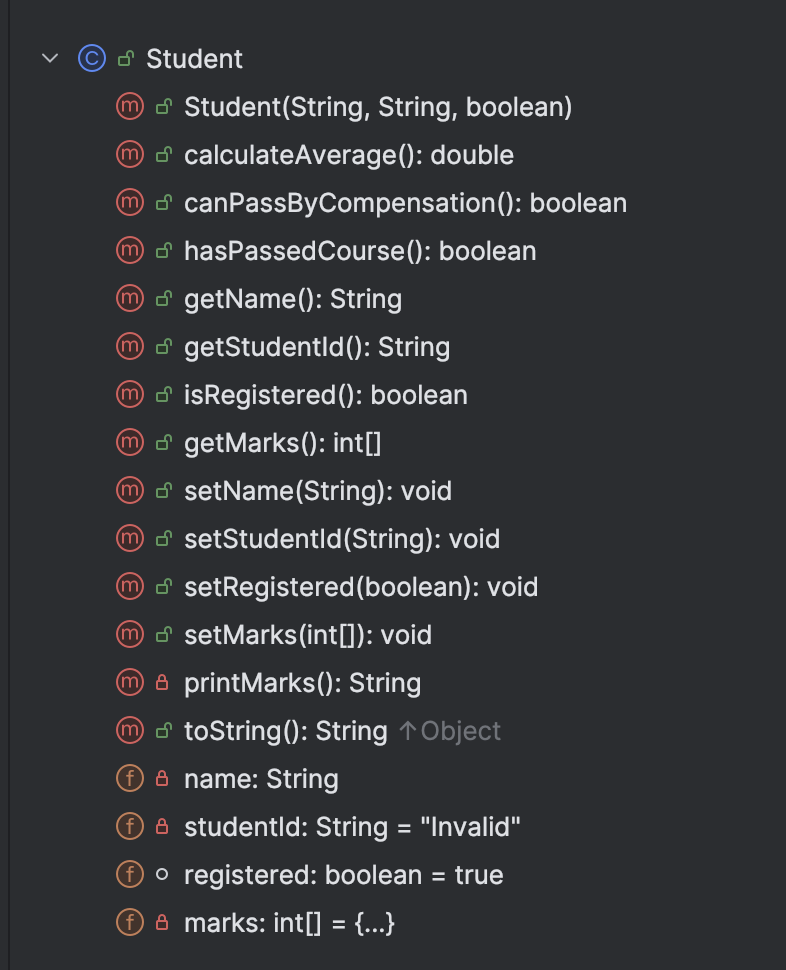 Student
Student(String, String, boolean)
calculateAverage(): double
canPassByCompensation(): boolean
hasPassedCourse(): boolean
getName(): String
getStudentId(): String
isRegistered(): boolean
getMarks(): int[]
setName(String): void
setStudentId(String): void
setRegistered(boolean): void
setMarks(int[]): void
printMarks(): String
toString(): String ↑Object
name: String
studentId: String = "Invalid"
registered: boolean = true
marks: int[] = {...}